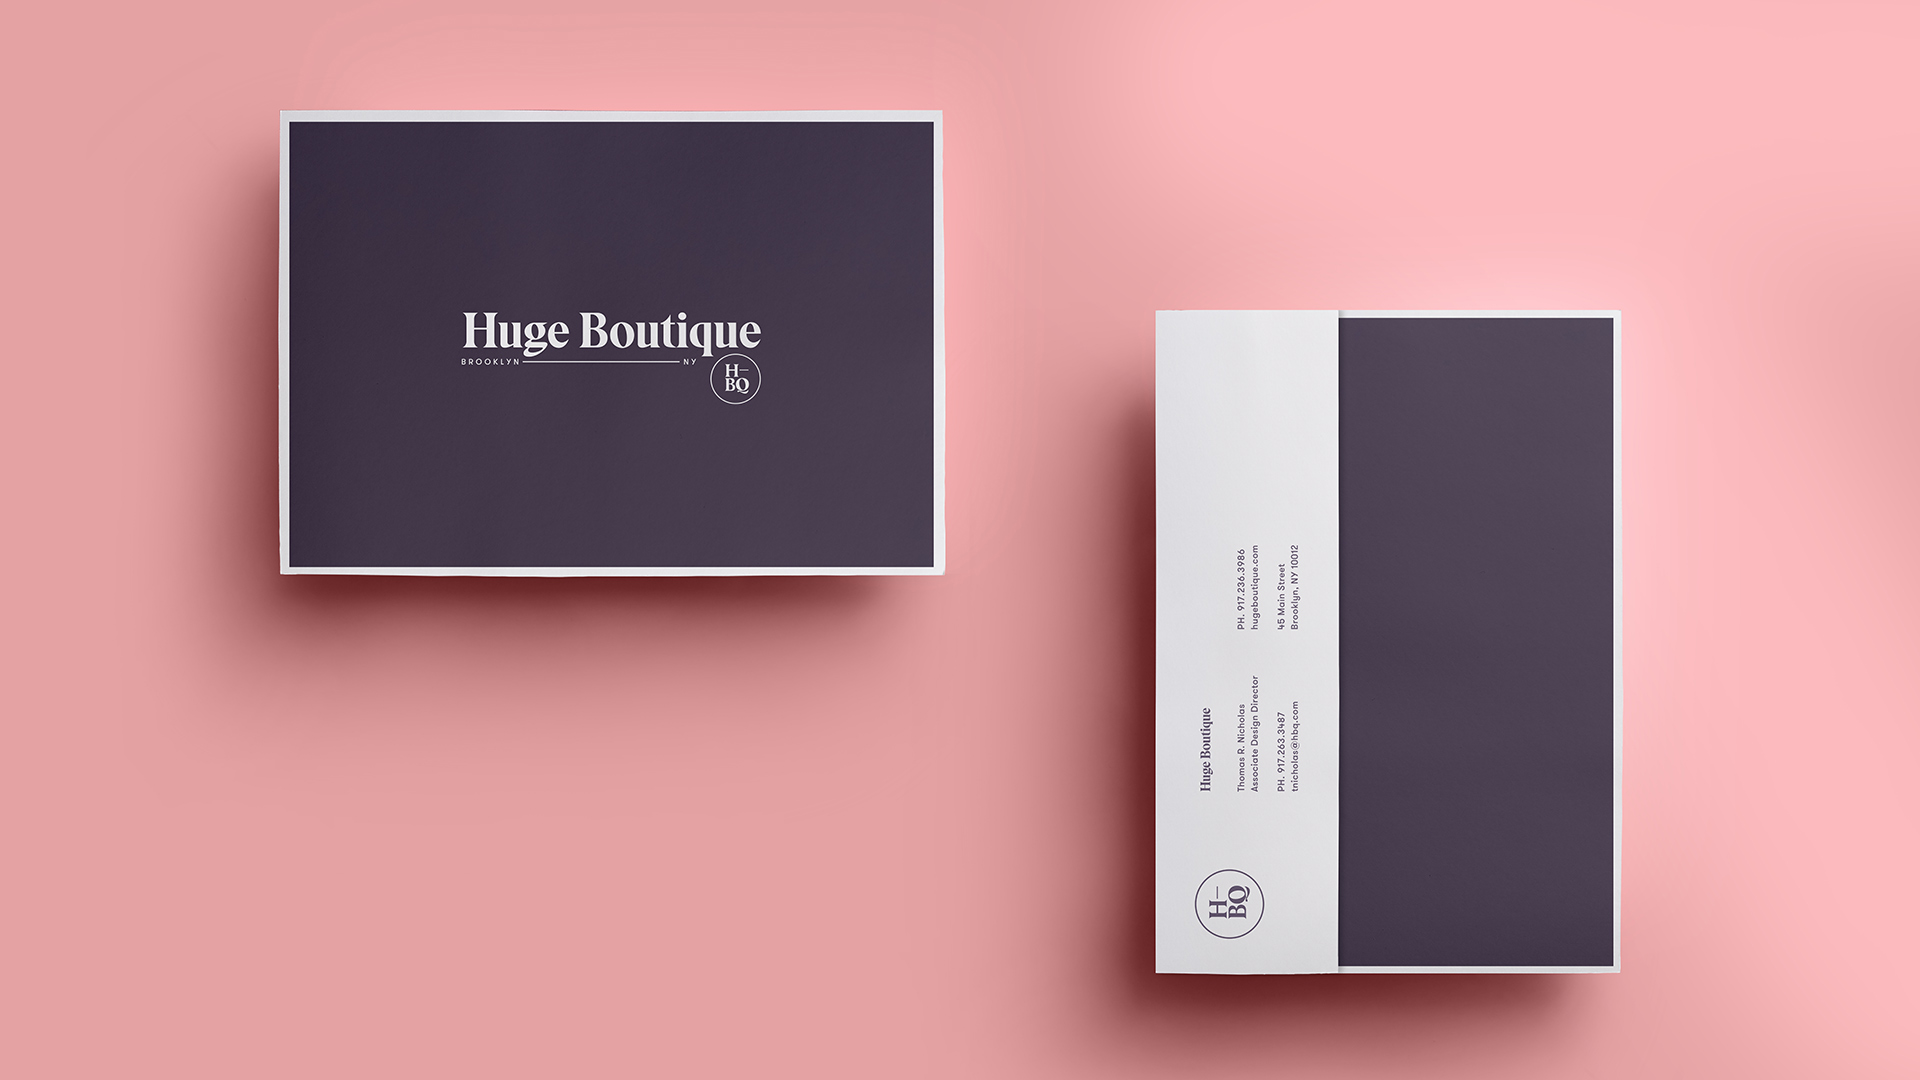 Huge Boutique
BROOKLYN
NY
H—
BQ
Huge Boutique
Thomas R. Nicholas
Associate Design Director
PH. 917.263.3487
tnicholas@hbq.com
PH. 917.236.3986
hugeboutique.com
45 Main Street
Brooklyn, NY 10012
H—
BQ